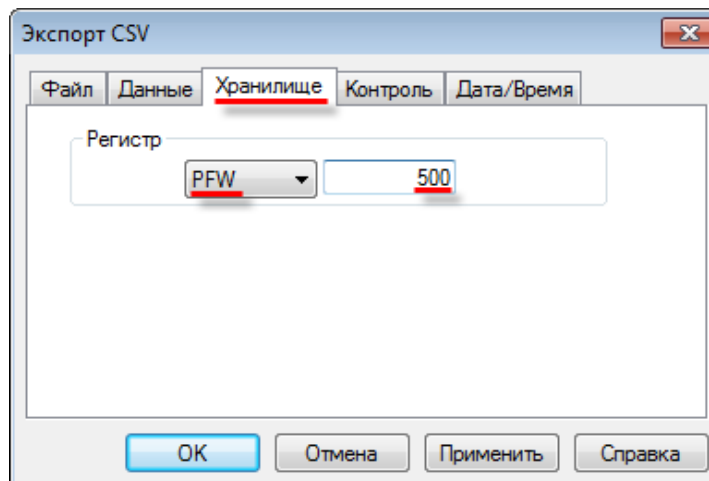 Экспорт CSV
Файл Данные Хранилище Контроль Дата/Время
Регистр
PFW 500
OK Отмена Применить Справка